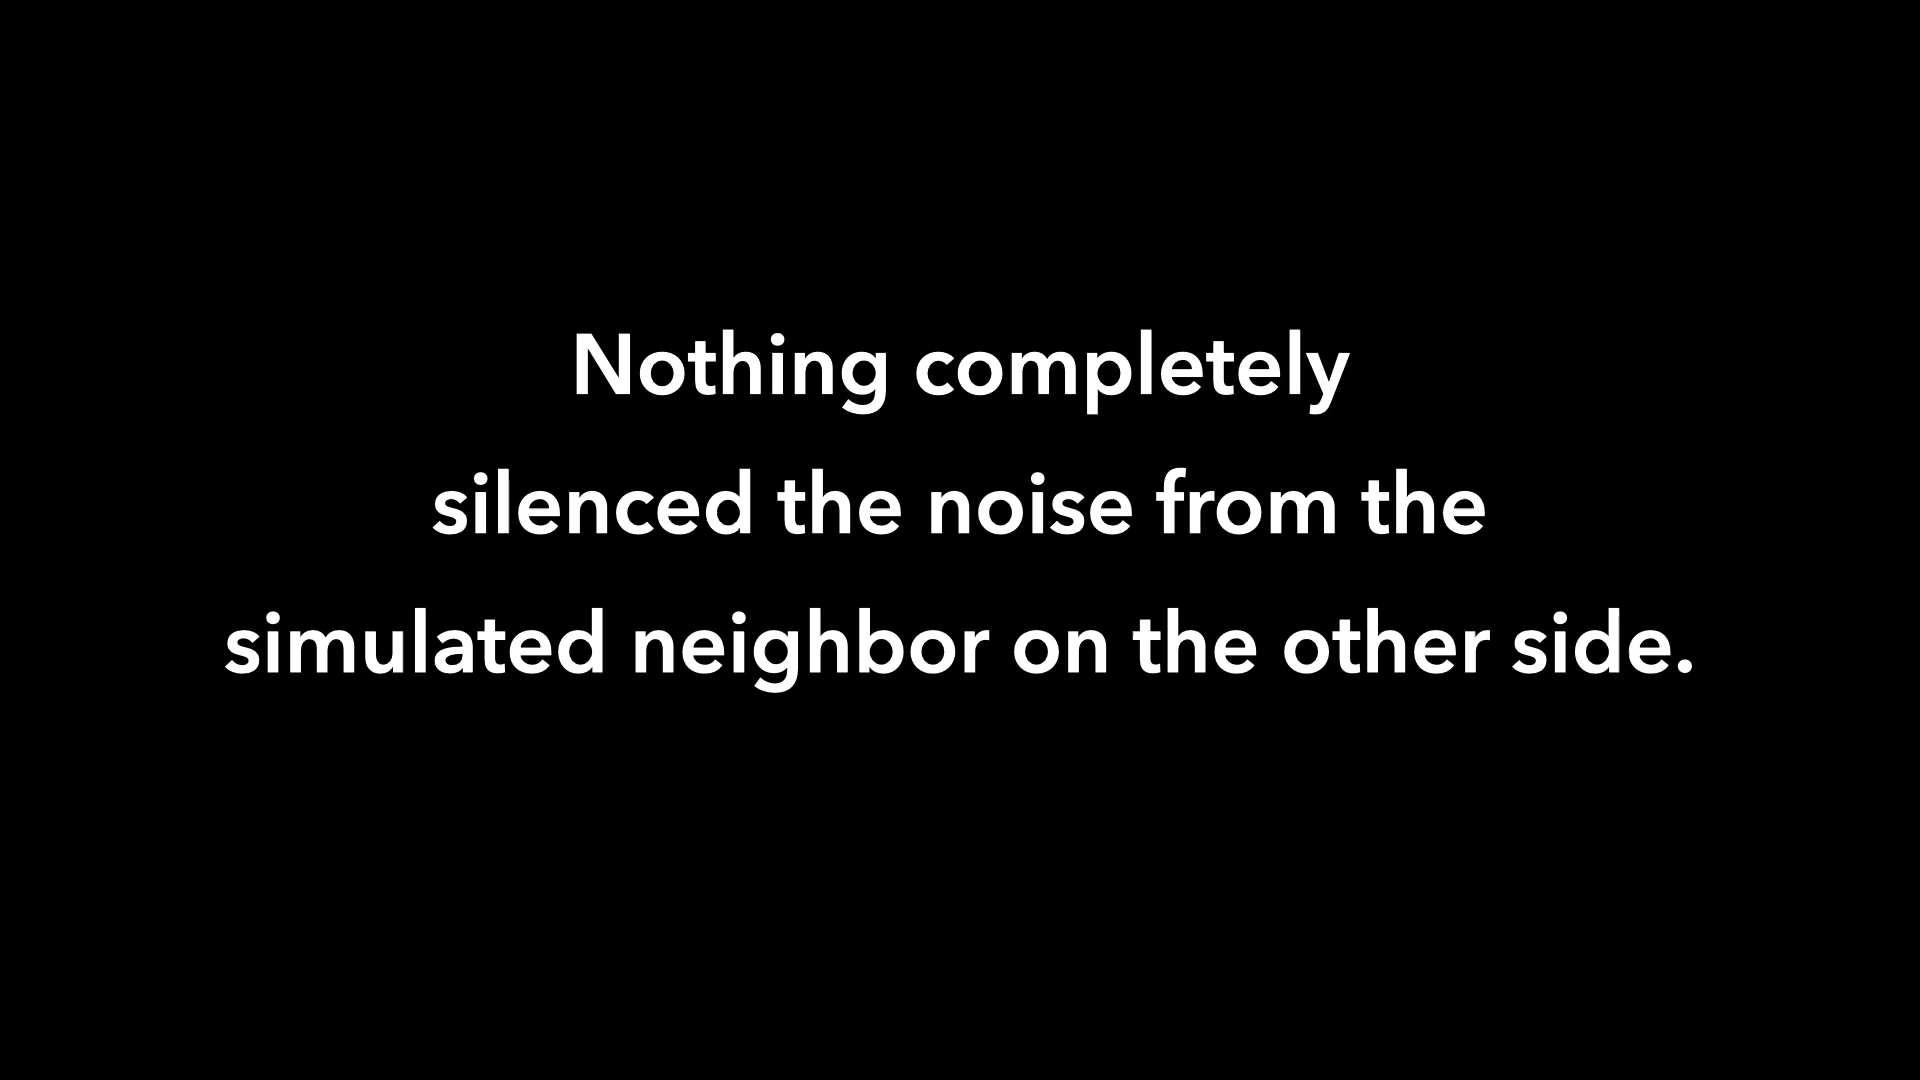 Nothing completely
silenced the noise from the
simulated neighbor on the other side.